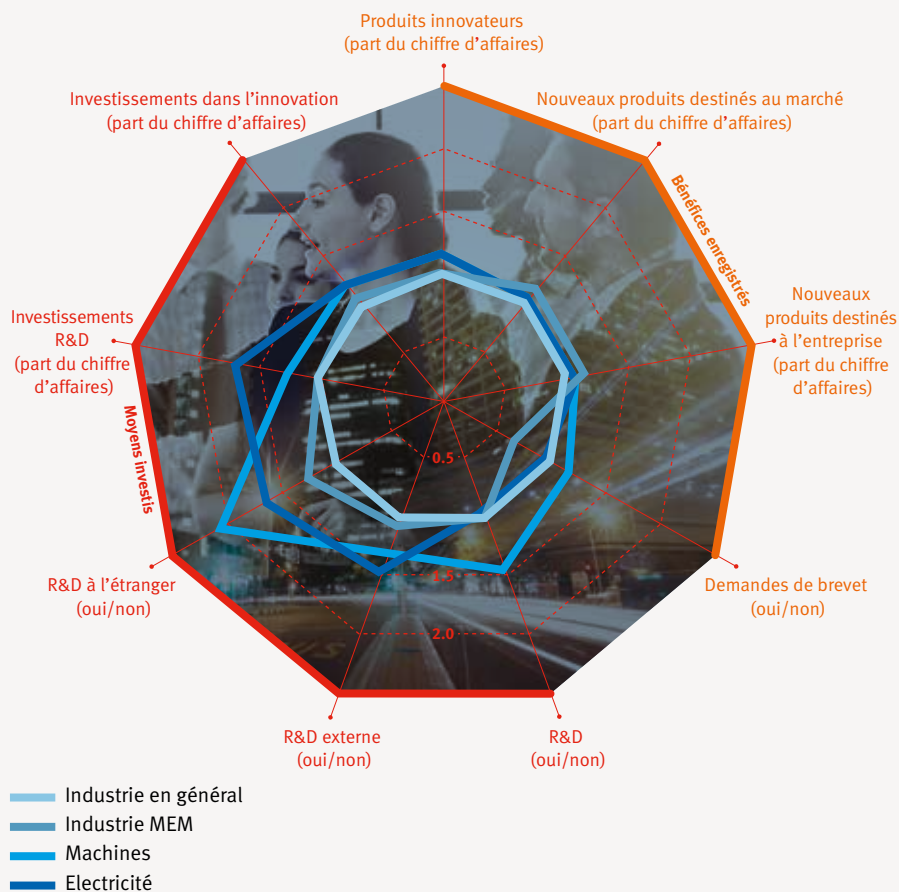 Produits innovateurs
(part du chiffre d'affaires)
Investissements dans l'innovation
(part du chiffre d'affaires)
Nouveaux produits destinés au marché
(part du chiffre d'affaires)
Bénéfices enregistrés
Nouveaux
produits destinés
à l'entreprise
(part du chiffre
d'affaires)
Investissements
R&D
(part du chiffre
d'affaires)
Moyens investis
0.5
1.5
2.0
R&D à l'étranger
(oui/non)
Demandes de brevet
(oui/non)
R&D externe
(oui/non)
R&D
(oui/non)
Industrie en général
Industrie MEM
Machines
Electricité